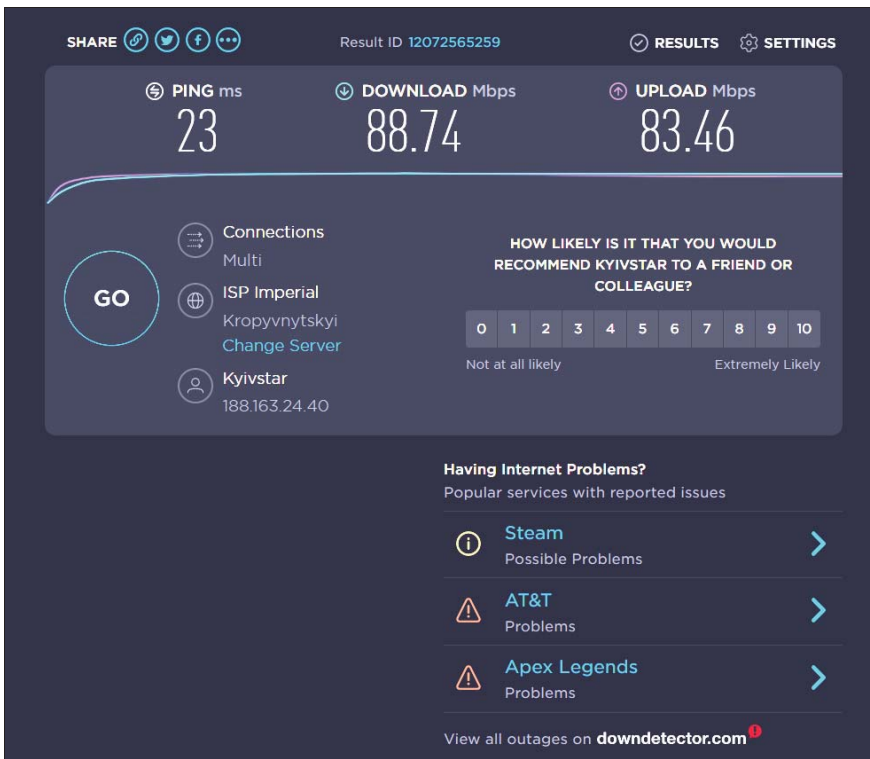 SHARE
Result ID 12072565259
RESULTS
SETTINGS
PING ms
23
DOWNLOAD Mbps
88.74
UPLOAD Mbps
83.46
GO
Connections
Multi
ISP Imperial
Kropyvnytskyi
Change Server
Kyivstar
188.163.24.40
HOW LIKELY IS IT THAT YOU WOULD
RECOMMEND KYIVSTAR TO A FRIEND OR
COLLEAGUE?
0 1 2 3 4 5 6 7 8 9 10
Not at all likely
Extremely Likely
Having Internet Problems?
Popular services with reported issues
Steam
Possible Problems
AT&T
Problems
Apex Legends
Problems
View all outages on downdetector.com